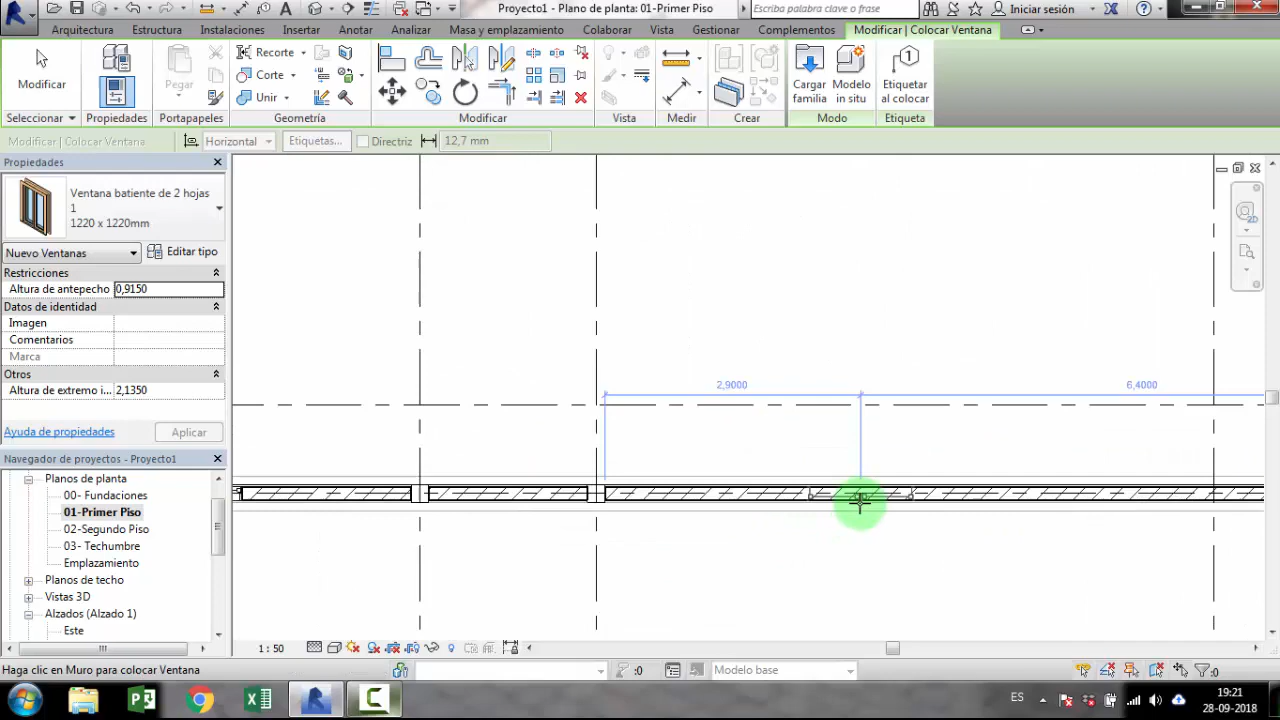 Proyecto1 - Plano de planta: 01-Primer Piso
Escriba palabra clave o frase
Iniciar sesión
Arquitectura Estructura Instalaciones Insertar Anotar Analizar Masa y emplazamiento Colaborar Vista Gestionar Complementos Modificar | Colocar Ventana
Modificar
Pegar
Recorte
Corte
Unir
Cargar familia
Modelo in situ
Etiquetar al colocar
Seleccionar Propiedades Portapapeles Geometría Modificar Vista Medir Crear Modo Etiqueta
Modificar | Colocar Ventana
Horizontal
Etiquetas...
Directriz
12,7 mm
Propiedades
Ventana batiente de 2 hojas
1
1220 x 1220mm
Nuevo Ventanas
Editar tipo
Restricciones
Altura de antepecho 0,9150
Datos de identidad
Imagen
Comentarios
Marca
Otros
Altura de extremo i... 2,1350
Ayuda de propiedades
Aplicar
Navegador de proyectos - Proyecto1
Planos de planta
00- Fundaciones
01-Primer Piso
02-Segundo Piso
03- Techumbre
Emplazamiento
Planos de techo
Vistas 3D
Alzados (Alzado 1)
Este
2,9000
6,4000
2D
1 : 50
Haga clic en Muro para colocar Ventana
:0
Modelo base
:0
ES
19:21
28-09-2018